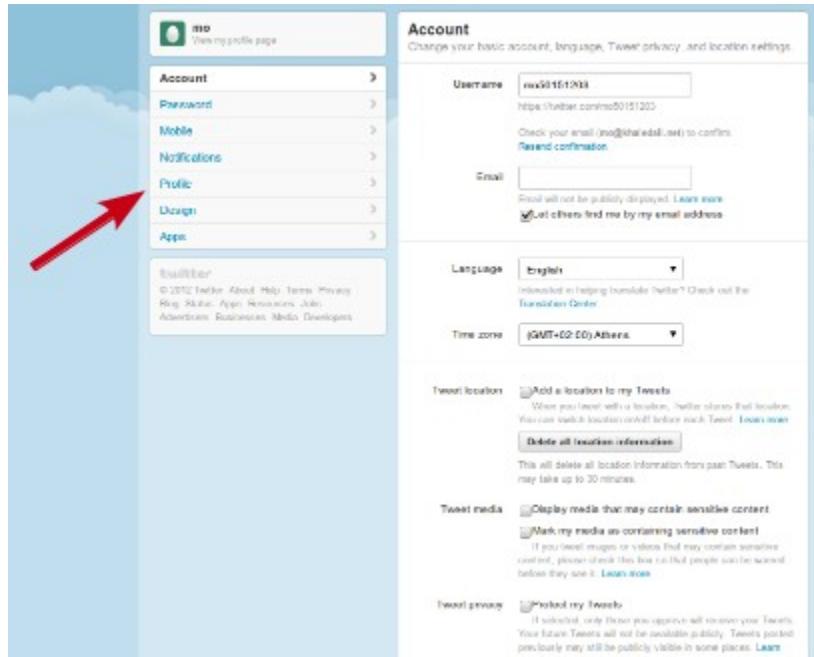 mo
View my profile page
Account
Password
Mobile
Notifications
Profile
Design
Apps
twitter
© 2012 Twitter About Help Terms Privacy
Blog Status Apps Resources Jobs
Advertisers Businesses Media Developers
Account
Change your basic account, language, Tweet privacy, and location settings.
Username
mo50151203
https://twitter.com/mo50151203
Check your email (mo@khaledali.net) to confirm.
Resend confirmation
Email
Email will not be publicly displayed. Learn more
Let others find me by my email address
Language
English
Interested in helping translate Twitter? Check out the
Translation Center
Time zone
(GMT+02:00) Athens
Tweet location
Add a location to my Tweets
When you tweet with a location, Twitter stores that location.
You can switch location on/off before each Tweet. Learn more
Delete all location information
This will delete all location information from past Tweets. This
may take up to 30 minutes.
Tweet media
Display media that may contain sensitive content
Mark my media as containing sensitive content
If you tweet images or videos that may contain sensitive
content, please check this box so that people can be warned
before they see it. Learn more
Tweet privacy
Protect my Tweets
If selected, only those you approve will receive your Tweets.
Your future Tweets will not be available publicly. Tweets posted
previously may still be publicly visible in some places. Learn